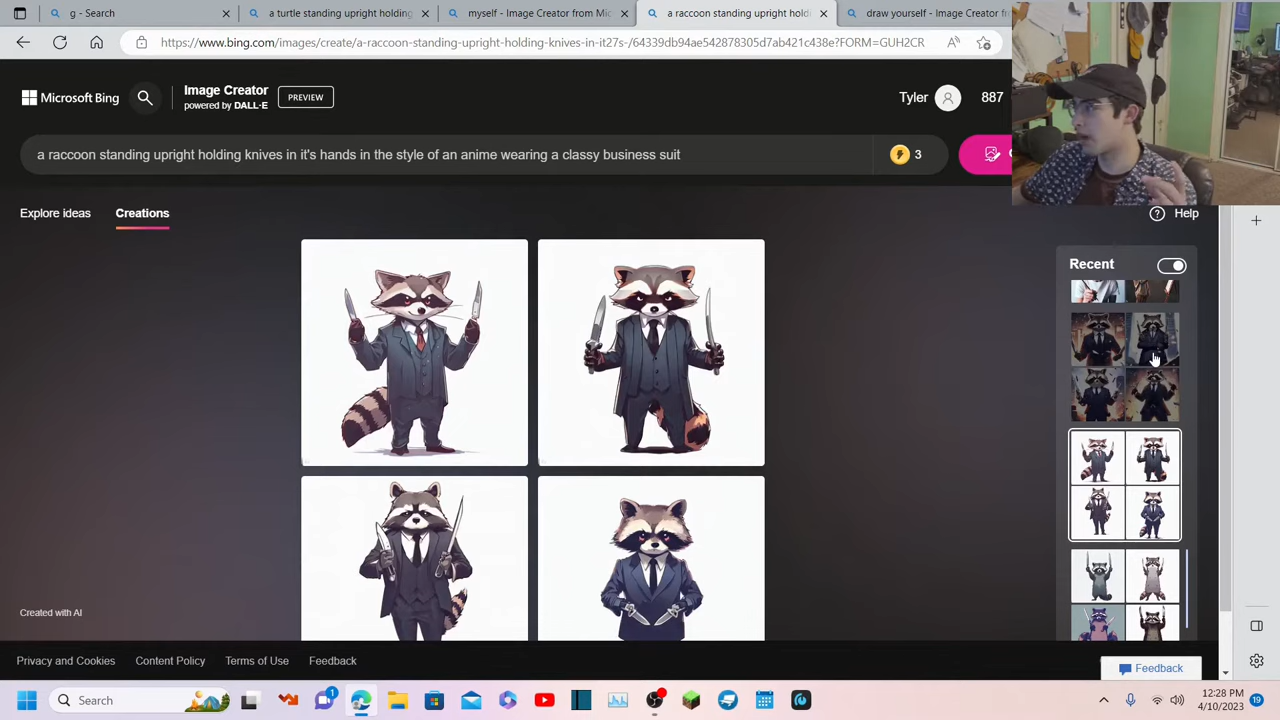 g - Search
a turtle standing upright holding
myself - Image Creator from Mic
a raccoon standing upright hold
draw yourself - Image Creator fr
https://www.bing.com/images/create/a-raccoon-standing-upright-holding-knives-in-it27s-/64339db94ae542878305d7ab421c438e?FORM=GUH2CR
Microsoft Bing
Image Creator
powered by DALL·E
PREVIEW
Tyler
887
a raccoon standing upright holding knives in it's hands in the style of an anime wearing a classy business suit
3
Explore ideas
Creations
Help
Recent
Created with AI
Privacy and Cookies
Content Policy
Terms of Use
Feedback
Feedback
Search
1
12:28 PM
4/10/2023
19